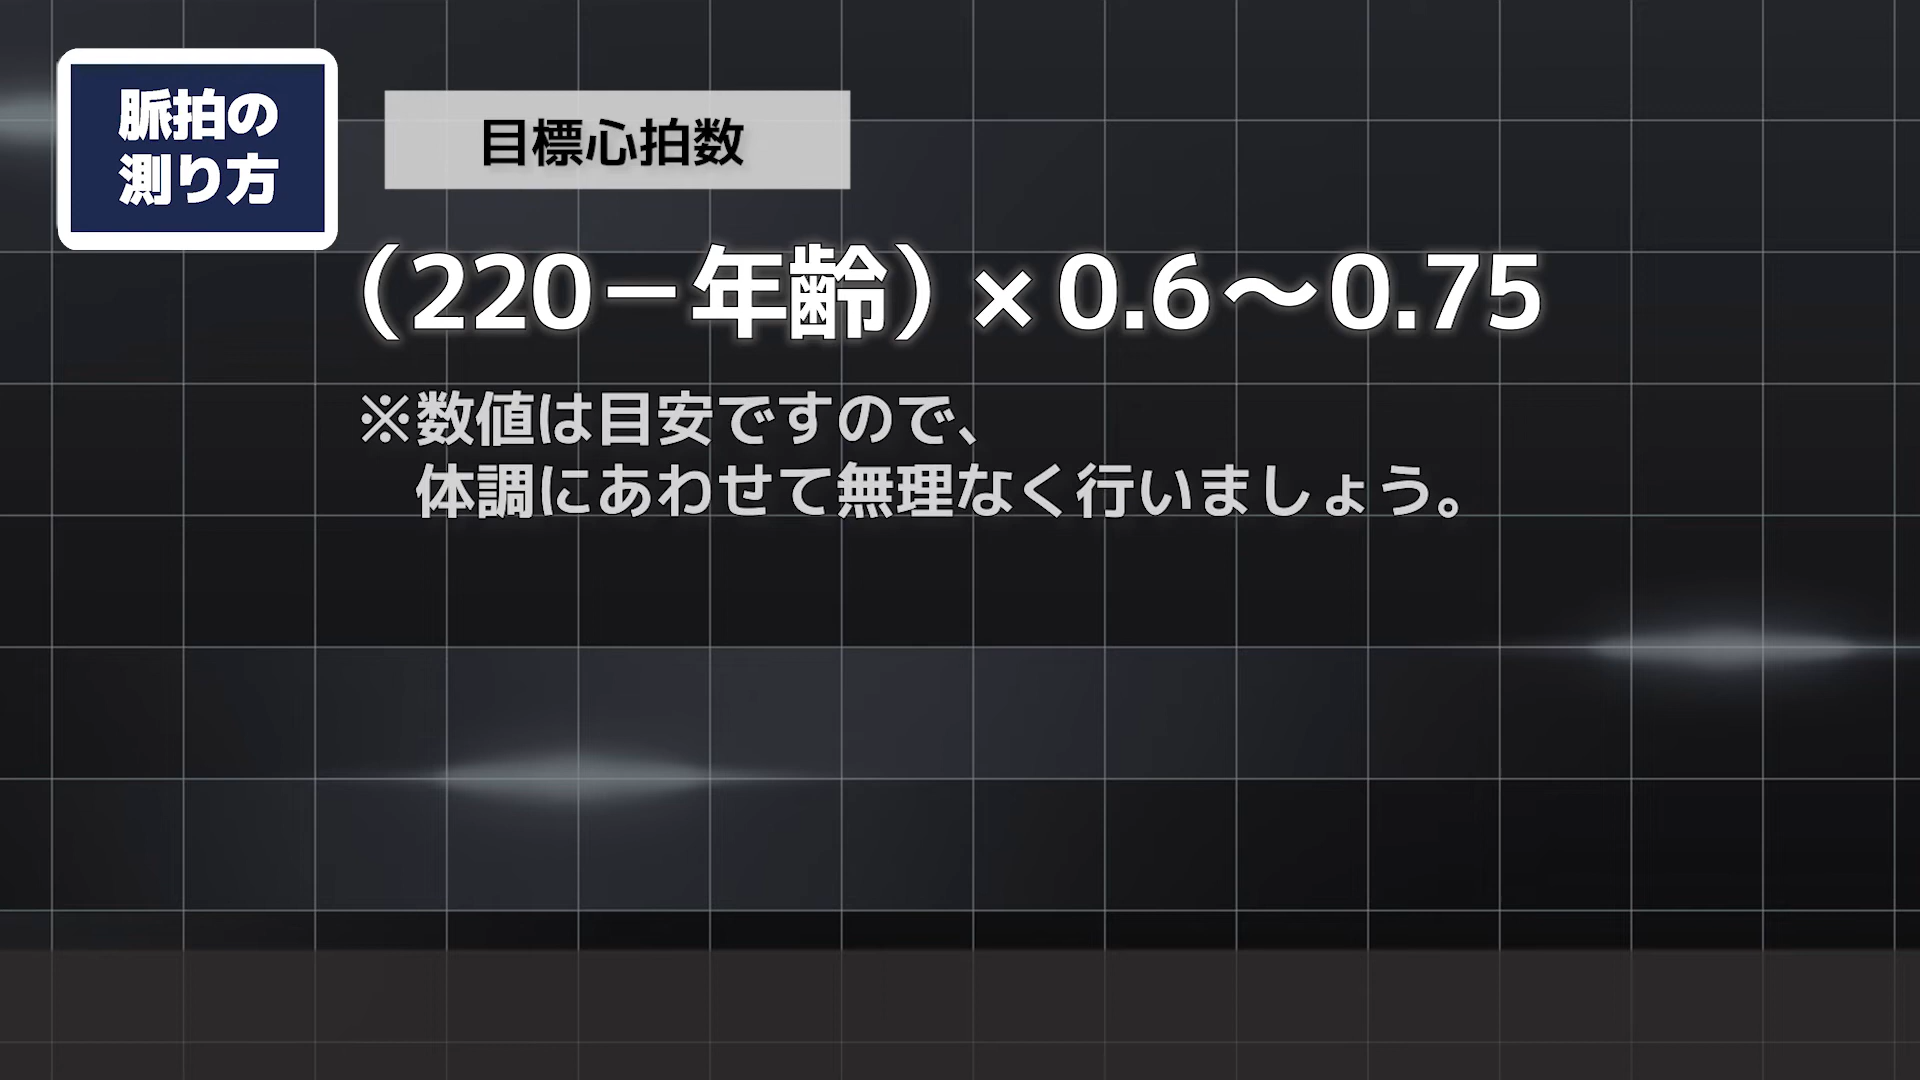 脈拍の
測り方
目標心拍数
（220－年齢）×0.6～0.75
※数値は目安ですので、
体調にあわせて無理なく行いましょう。